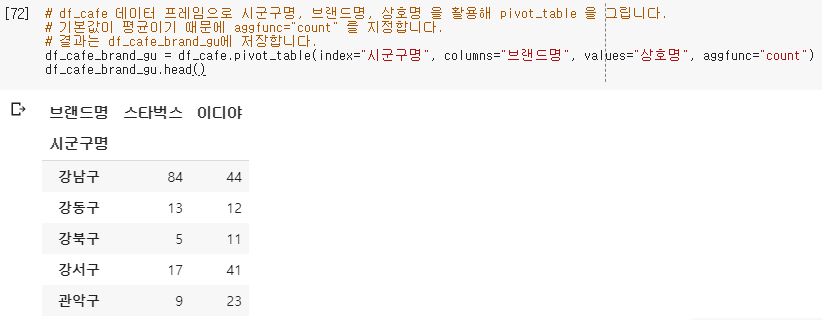 [72] # df_cafe 데이터 프레임으로 시군구명, 브랜드명, 상호명 을 활용해 pivot_table 을 그립니다.
# 기본값이 평균이기 때문에 aggfunc="count" 을 지정합니다.
# 결과는 df_cafe_brand_gu에 저장합니다.
df_cafe_brand_gu = df_cafe.pivot_table(index="시군구명", columns="브랜드명", values="상호명", aggfunc="count")
df_cafe_brand_gu.head()
브랜드명 스타벅스 이디야
시군구명
강남구 84 44
강동구 13 12
강북구 5 11
강서구 17 41
관악구 9 23